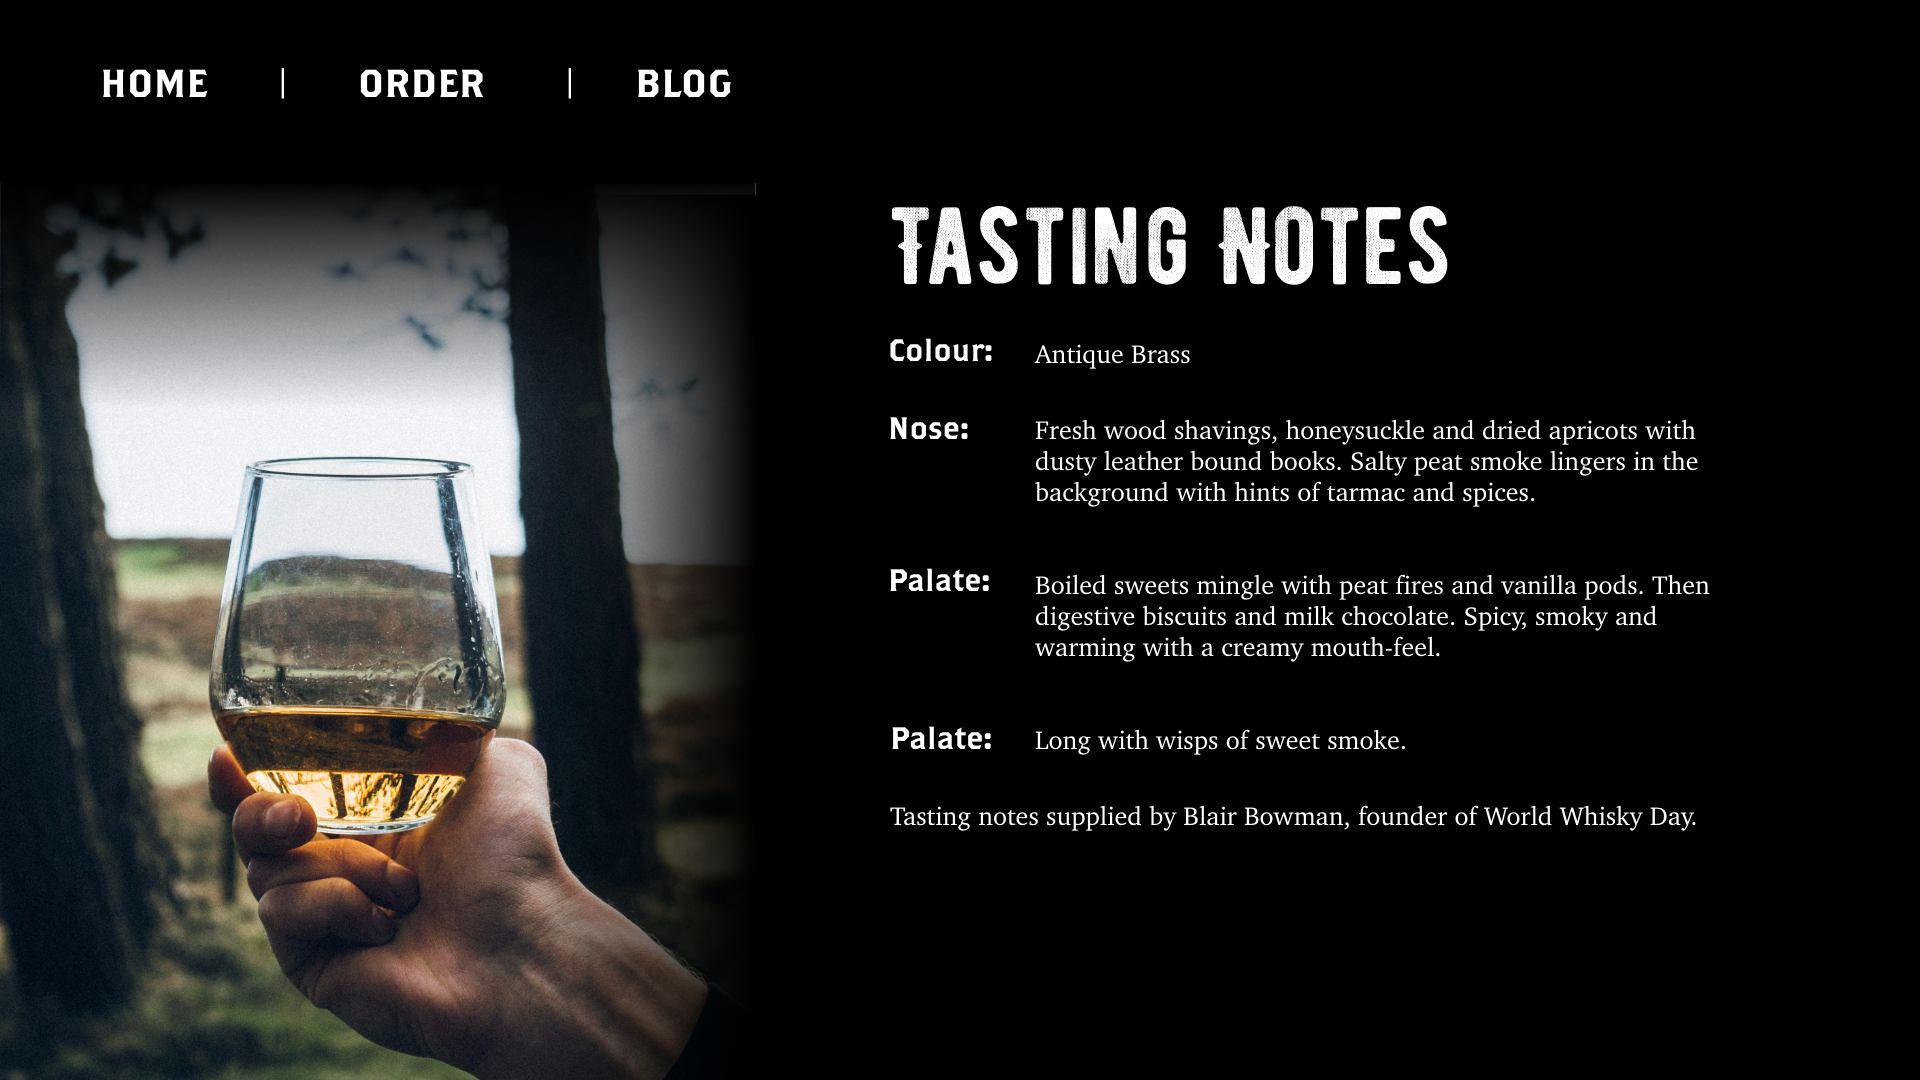 HOME | ORDER | BLOG
TASTING NOTES
Colour: Antique Brass
Nose: Fresh wood shavings, honeysuckle and dried apricots with
dusty leather bound books. Salty peat smoke lingers in the
background with hints of tarmac and spices.
Palate: Boiled sweets mingle with peat fires and vanilla pods. Then
digestive biscuits and milk chocolate. Spicy, smoky and
warming with a creamy mouth-feel.
Palate: Long with wisps of sweet smoke.
Tasting notes supplied by Blair Bowman, founder of World Whisky Day.